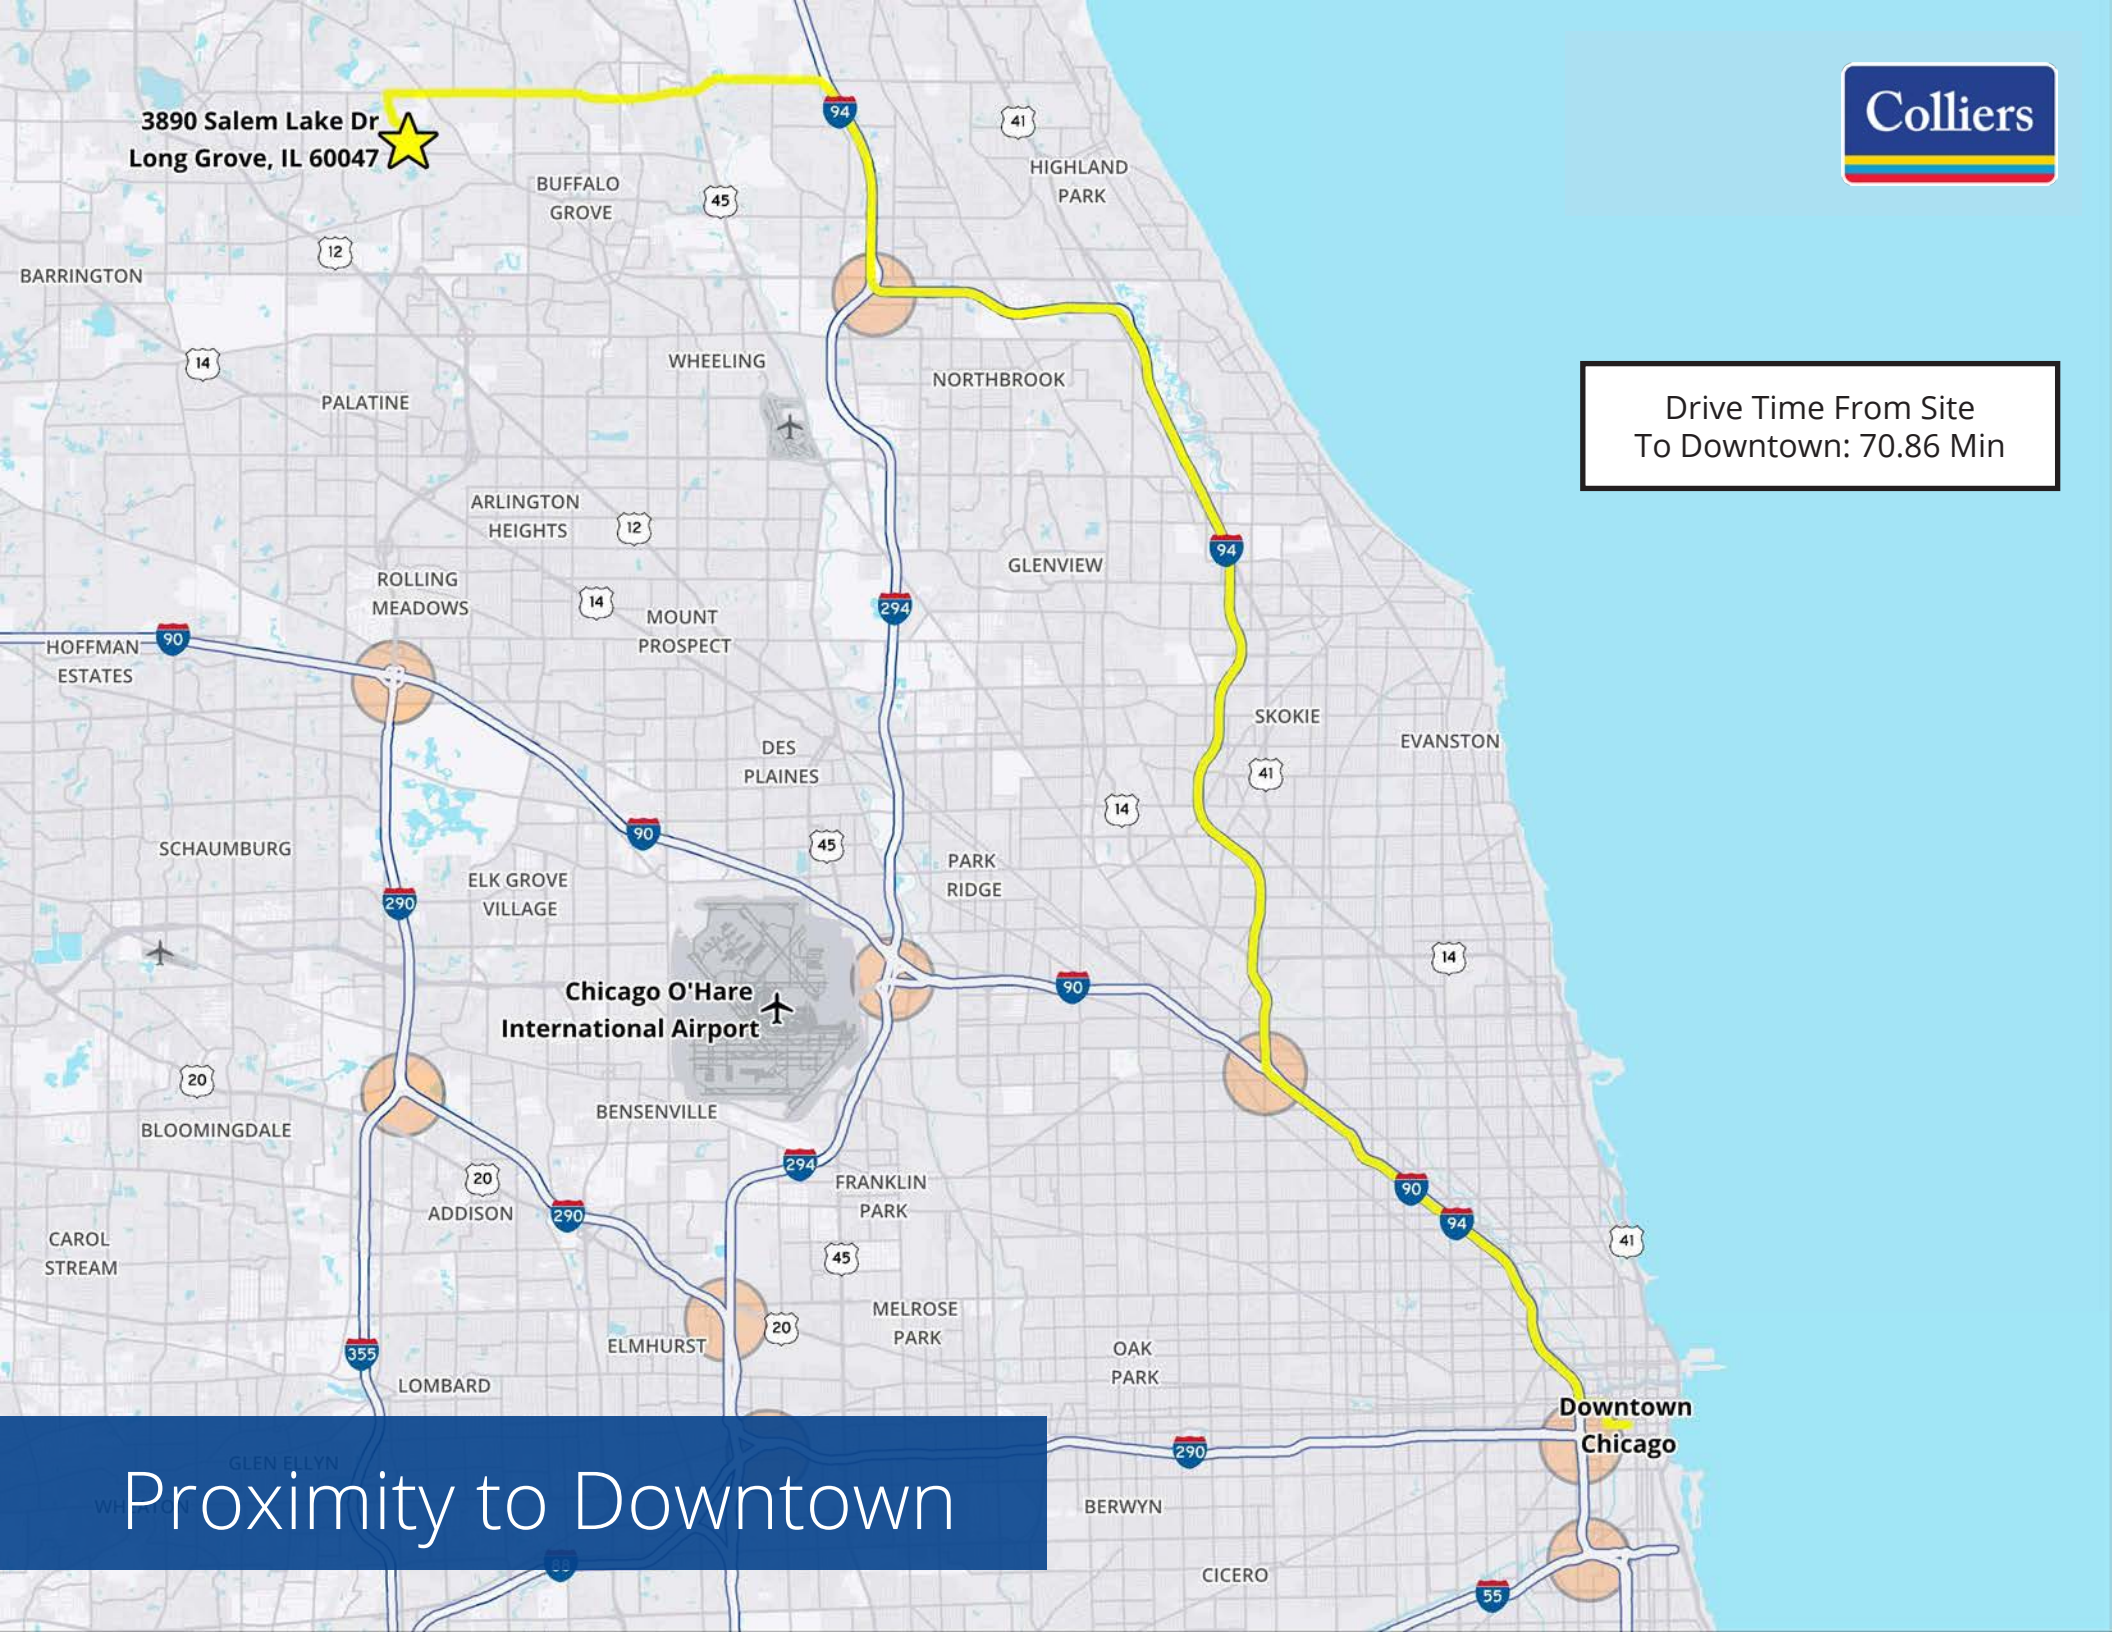 94
3890 Salem Lake Dr
Long Grove, IL 60047
41
Colliers
HIGHLAND
PARK
BUFFALO
GROVE
45
12
BARRINGTON
14
WHEELING
NORTHBROOK
PALATINE
Drive Time From Site
To Downtown: 70.86 Min
ARLINGTON
HEIGHTS
12
94
GLENVIEW
ROLLING
MEADOWS
14
294
MOUNT
PROSPECT
90
HOFFMAN
ESTATES
SKOKIE
EVANSTON
DES
PLAINES
41
14
90
45
SCHAUMBURG
PARK
RIDGE
ELK GROVE
VILLAGE
290
14
Chicago O'Hare
International Airport
90
20
BENSENVILLE
BLOOMINGDALE
294
20
FRANKLIN
PARK
90
ADDISON
290
94
CAROL
STREAM
45
41
MELROSE
PARK
20
ELMHURST
OAK
PARK
355
LOMBARD
Downtown
Chicago
290
GLEN ELLYN
Proximity to Downtown
WHEATON
BERWYN
88
CICERO
55